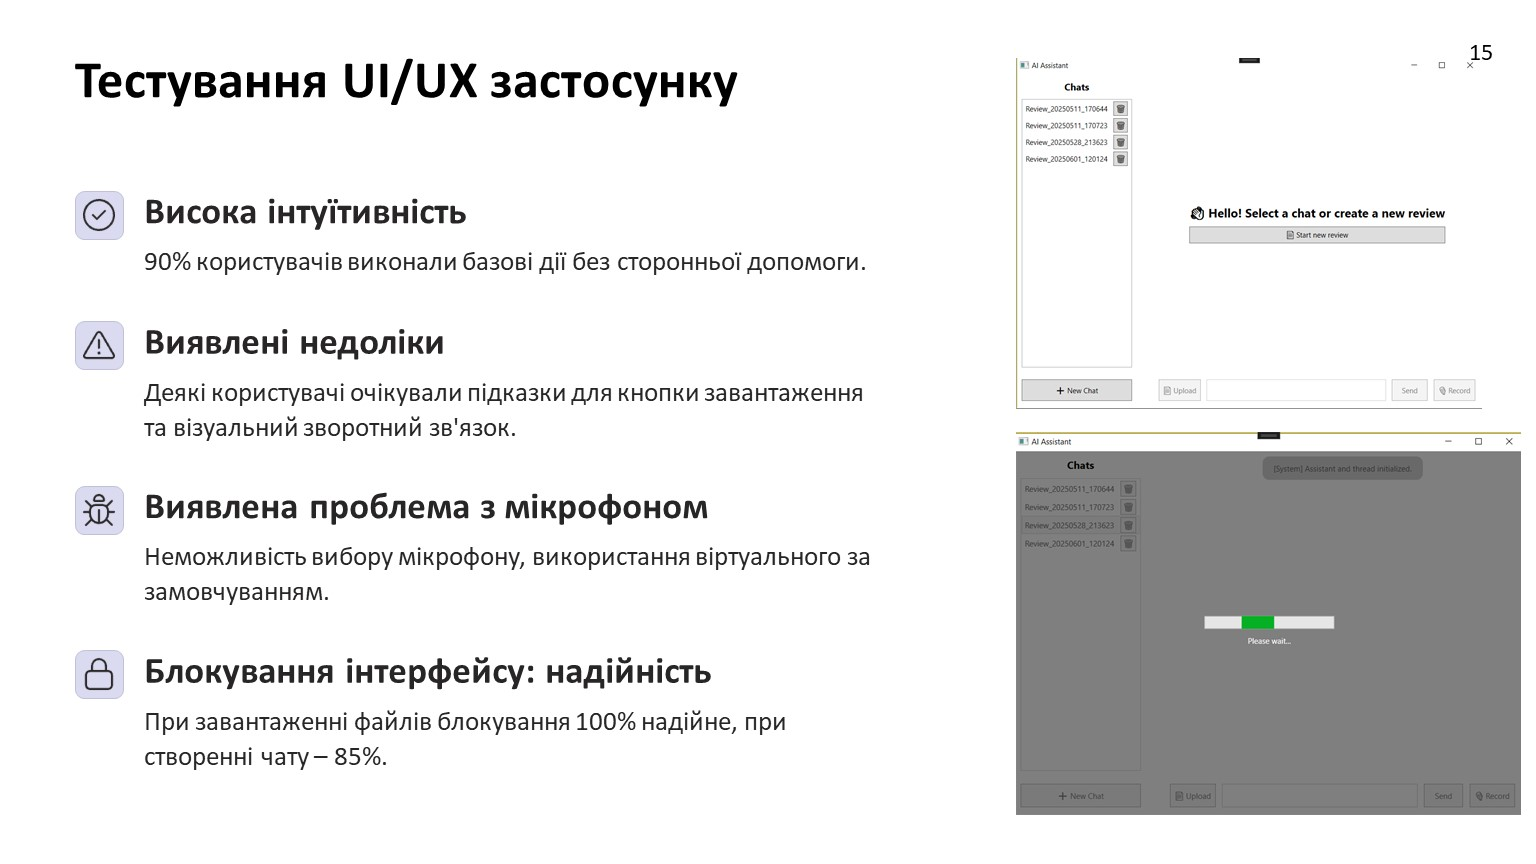 15
Тестування UI/UX застосунку
Висока інтуїтивність
90% користувачів виконали базові дії без сторонньої допомоги.
Виявлені недоліки
Деякі користувачі очікували підказки для кнопки завантаження
та візуальний зворотний зв'язок.
Виявлена проблема з мікрофоном
Неможливість вибору мікрофону, використання віртуального за
замовчуванням.
Блокування інтерфейсу: надійність
При завантаженні файлів блокування 100% надійне, при
створенні чату – 85%.
AI Assistant
Chats
Review_20250511_170644
Review_20250511_170723
Review_20250528_213623
Review_20250601_120124
Hello! Select a chat or create a new review
Start new review
+ New Chat
Upload
Send
Record
AI Assistant
Chats
[System] Assistant and thread initialized.
Review_20250511_170644
Review_20250511_170723
Review_20250528_213623
Review_20250601_120124
Please wait...
+ New Chat
Upload
Send
Record